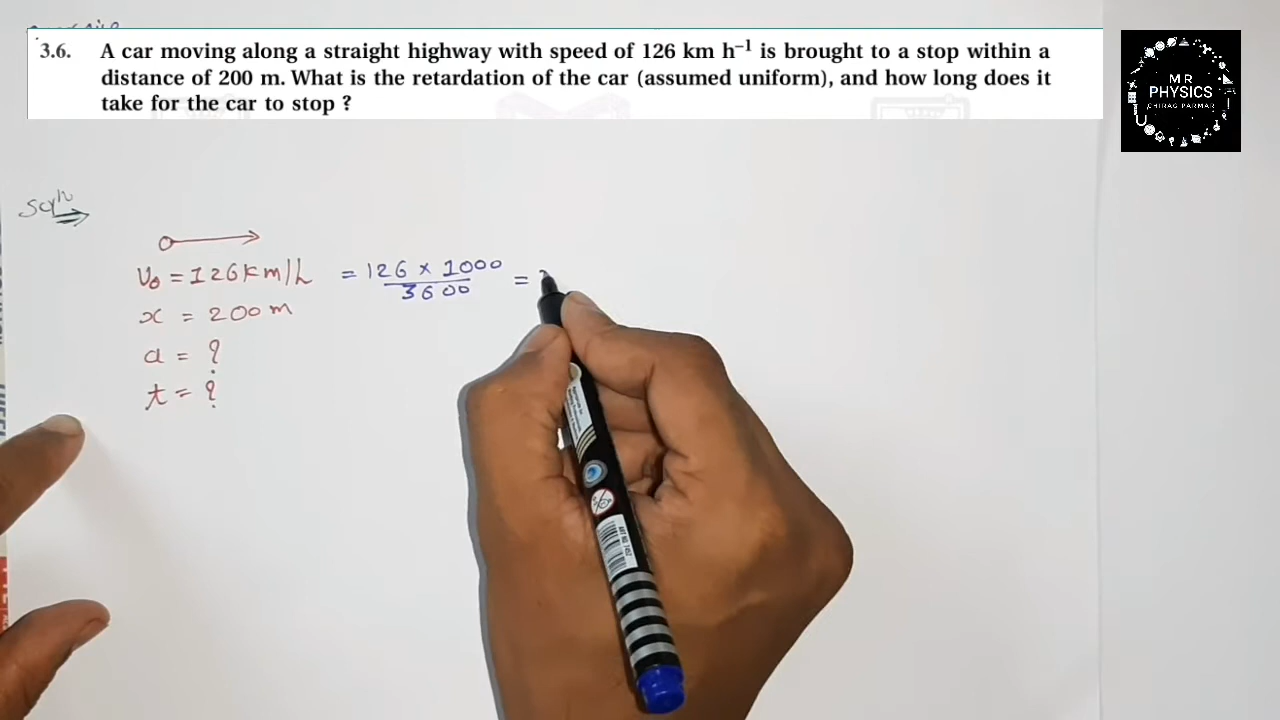 3.6. A car moving along a straight highway with speed of 126 km h⁻¹ is brought to a stop within a
distance of 200 m. What is the retardation of the car (assumed uniform), and how long does it
take for the car to stop ?
MR
PHYSICS
CHIRAG PARMAR
Solⁿ
v₀ = 126 km/h = 126 × 1000 / 3600 =
x = 200 m
a = ?
t = ?